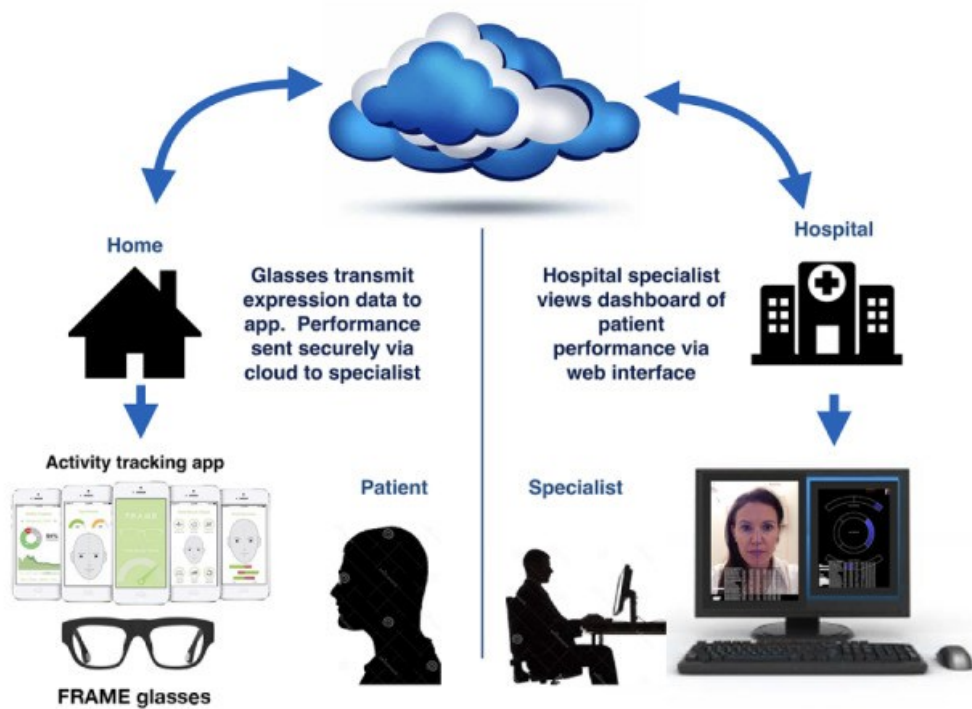 Home
Hospital
Glasses transmit
expression data to
app.  Performance
sent securely via
cloud to specialist
Hospital specialist
views dashboard of
patient
performance via
web interface
Activity tracking app
FRAME
Patient
Specialist
FRAME glasses